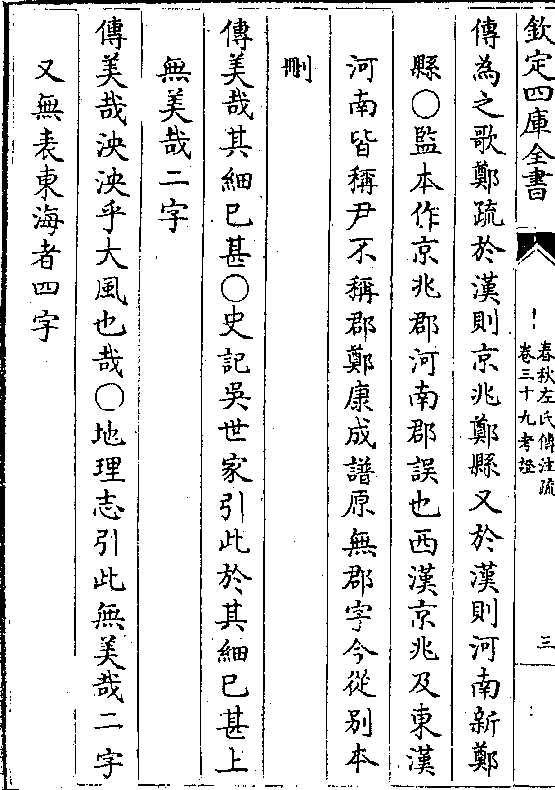 欽定四庫全書
春秋左氏傳注疏
卷三十九考證
三
傳為之歌鄭疏於漢則京兆鄭縣又於漢則河南新鄭
縣〇監本作京兆郡河南郡誤也西漢京兆及東漢
河南皆稱尹不稱郡鄭康成譜原無郡字今從别本
刪
傳美哉其細已甚〇史記吳世家引此於其細已甚上
無美哉二字
傳美哉泱泱乎大風也哉〇地理志引此無美哉二字
又無表東海者四字